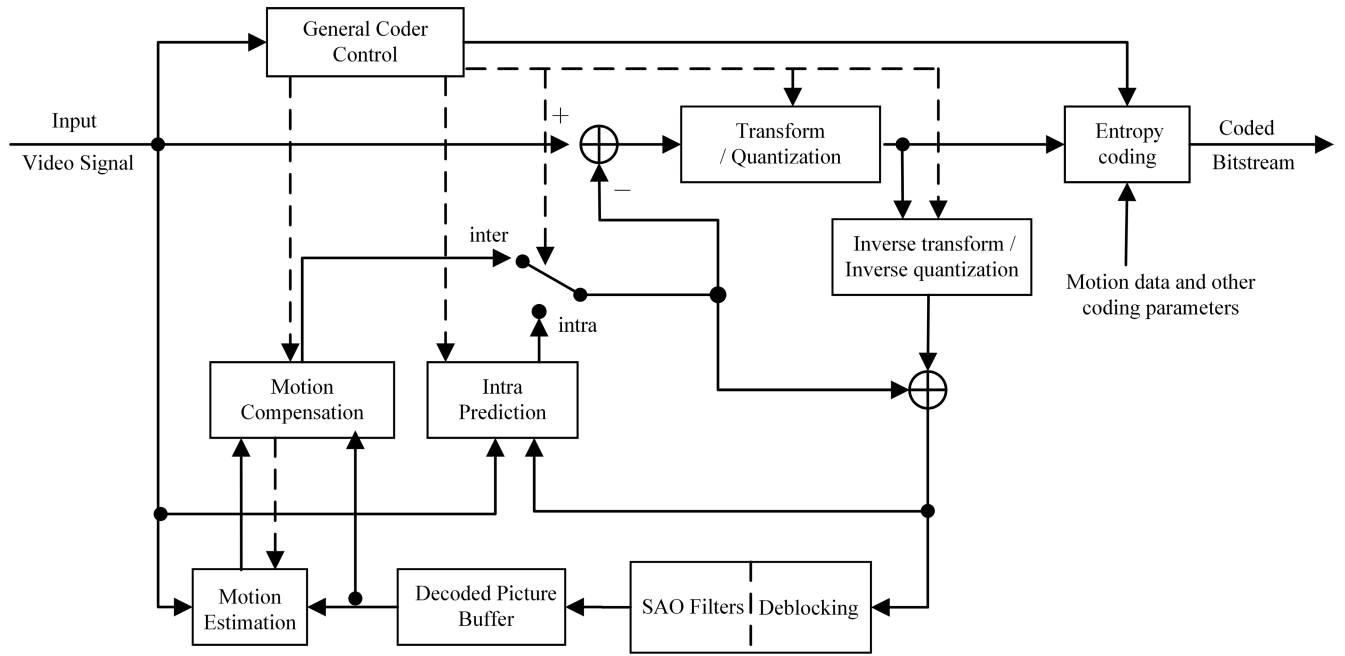 General Coder
Control
Input
Video Signal
+
Transform
/ Quantization
Entropy
coding
Coded
Bitstream
−
inter
Inverse transform /
Inverse quantization
Motion data and other
coding parameters
intra
Motion
Compensation
Intra
Prediction
Motion
Estimation
Decoded Picture
Buffer
SAO Filters
Deblocking